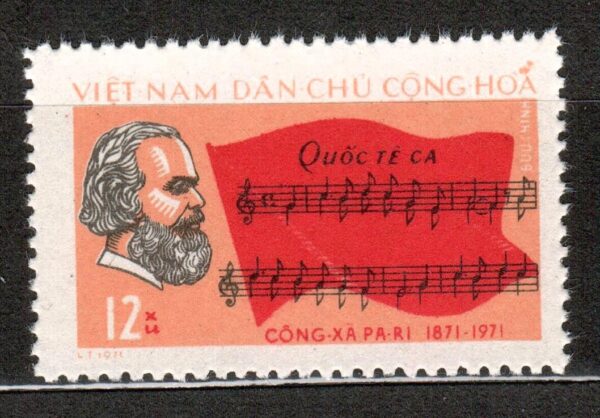 VIỆT·NAM DÂN·CHỦ CỘNG·HOÀ
BƯU·CHÍNH
QUỐC TẾ CA
12 XU
CÔNG·XÃ PA·RI 1871-1971
L T 1971